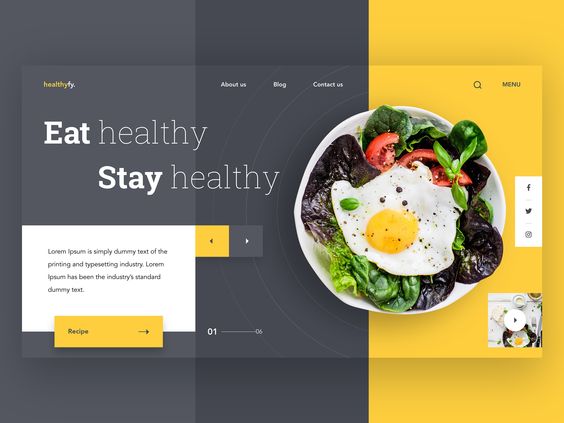 healthyfy.
About us
Blog
Contact us
MENU
Eat healthy
Stay healthy
Lorem Ipsum is simply dummy text of the
printing and typesetting industry. Lorem
Ipsum has been the industry's standard
dummy text.
Recipe
01
06